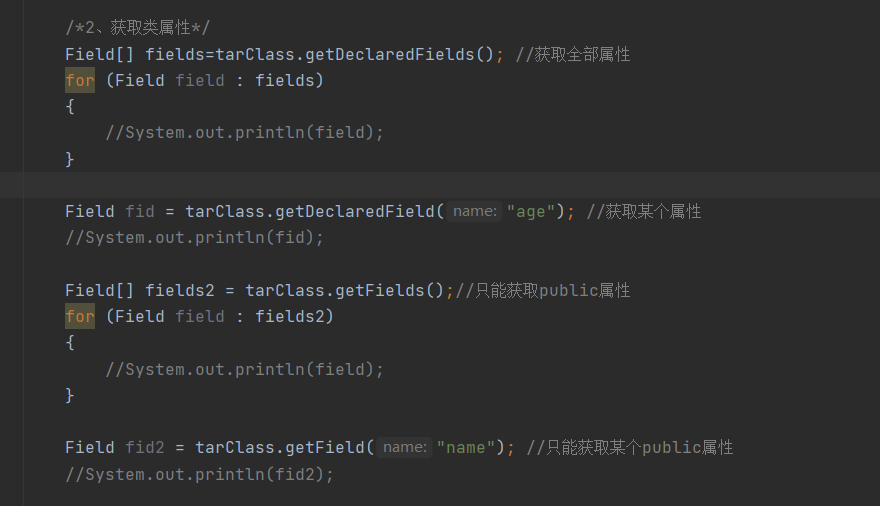 /*2、获取类属性*/
Field[] fields=tarClass.getDeclaredFields(); //获取全部属性
for (Field field : fields)
{
//System.out.println(field);
}
Field fid = tarClass.getDeclaredField( name: "age"); //获取某个属性
//System.out.println(fid);
Field[] fields2 = tarClass.getFields();//只能获取public属性
for (Field field : fields2)
{
//System.out.println(field);
}
Field fid2 = tarClass.getField( name: "name"); //只能获取某个public属性
//System.out.println(fid2);